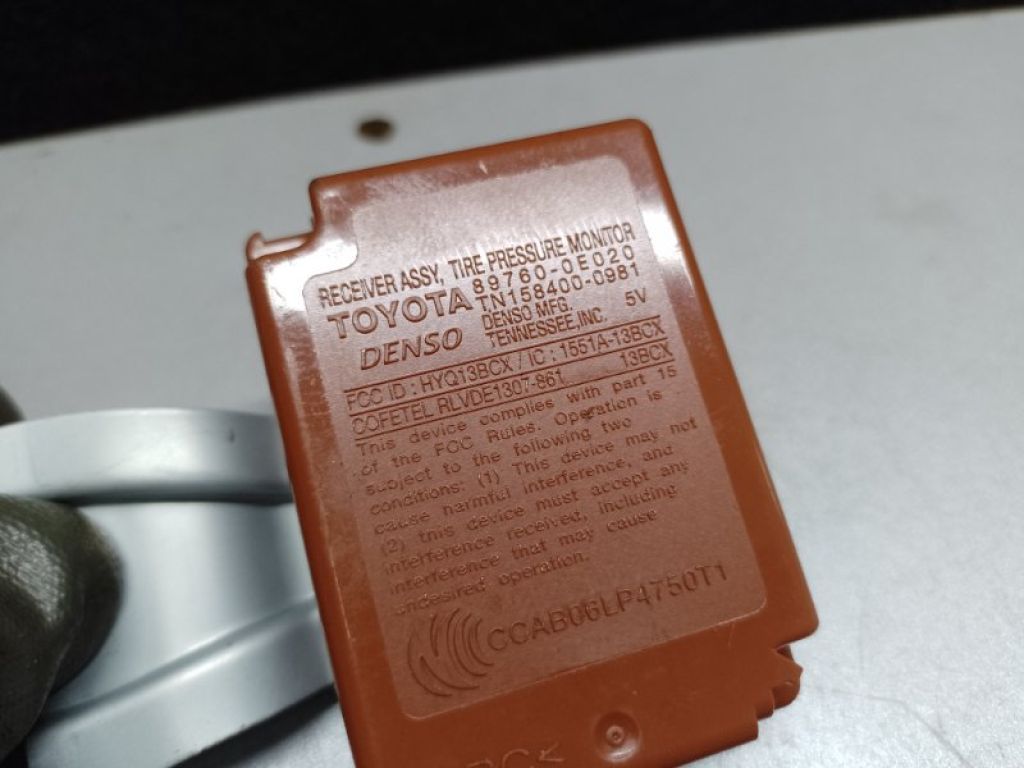 RECEIVER ASSY, TIRE PRESSURE MONITOR
TOYOTA 89760-0E020
TN158400-0981
DENSO DENSO MFG. 5V
TENNESSEE,INC.
FCC ID : HYQ13BCX / IC : 1551A-13BCX
COFETEL RLVDE1307-861 13BCX
This device complies with part 15
of the FCC Rules. Operation is
subject to the following two
conditions: (1) This device may not
cause harmful interference, and
(2) this device must accept any
interference received, including
interference that may cause
undesired operation.
CCAB06LP4750T1